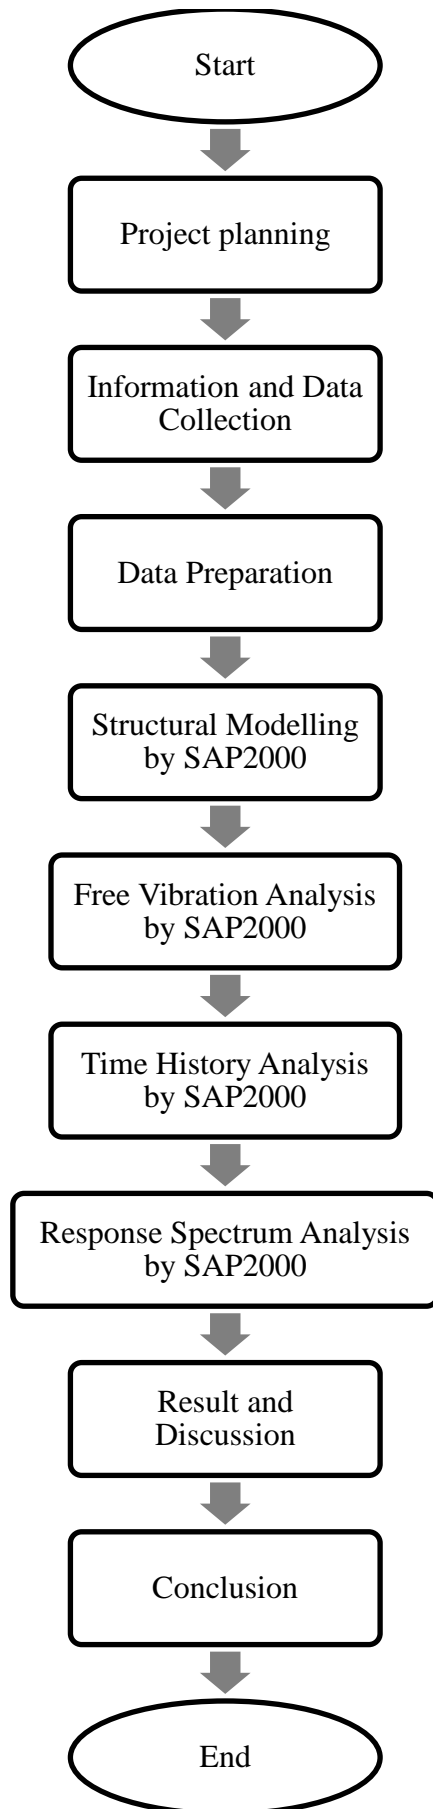 Start
Project planning
Information and Data
Collection
Data Preparation
Structural Modelling
by SAP2000
Free Vibration Analysis
by SAP2000
Time History Analysis
by SAP2000
Response Spectrum Analysis
by SAP2000
Result and
Discussion
Conclusion
End